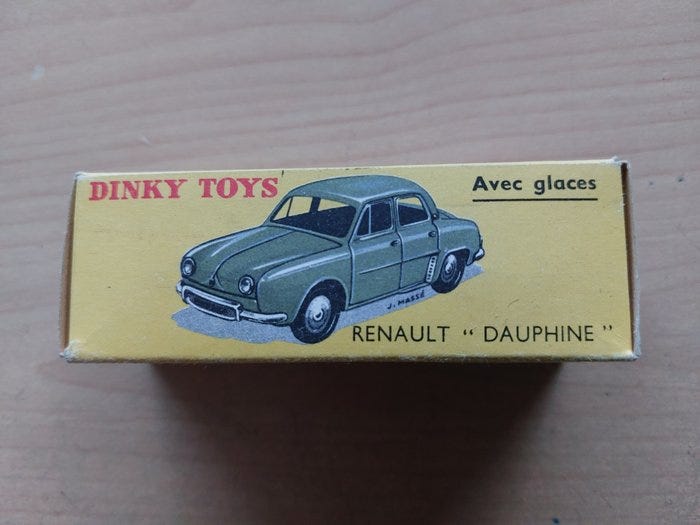 DINKY TOYS
Avec glaces
J. MASSÉ
RENAULT " DAUPHINE "